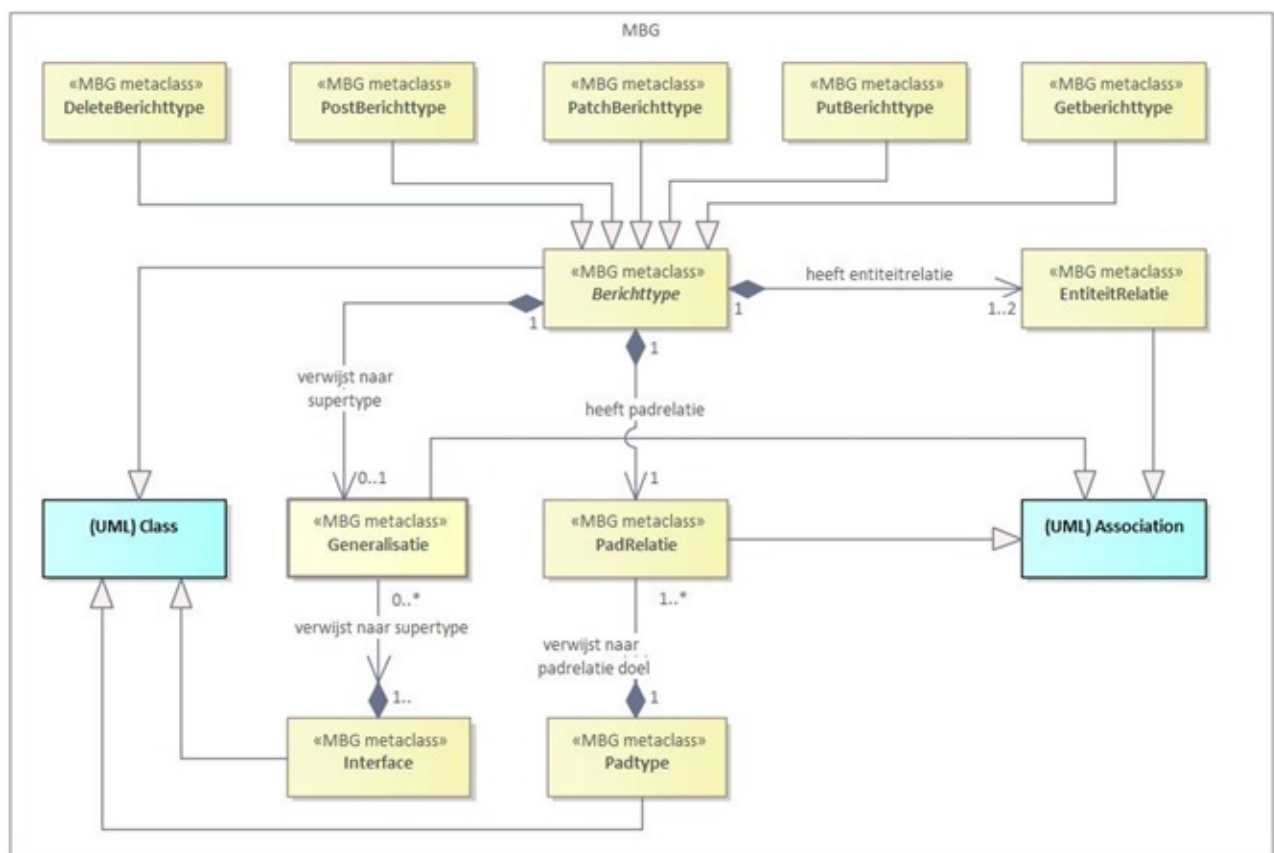 MBG
«MBG metaclass»
DeleteBerichttype
«MBG metaclass»
PostBerichttype
«MBG metaclass»
PatchBerichttype
«MBG metaclass»
PutBerichttype
«MBG metaclass»
Getberichttype
«MBG metaclass»
Berichttype
heeft entiteitrelatie
«MBG metaclass»
EntiteitRelatie
1
1
1..2
1
verwijst naar
supertype
heeft padrelatie
0..1
1
(UML) Class
«MBG metaclass»
Generalisatie
«MBG metaclass»
PadRelatie
(UML) Association
0..*
1..*
verwijst naar supertype
verwijst naar
padrelatie doel
1..
1
«MBG metaclass»
Interface
«MBG metaclass»
Padtype